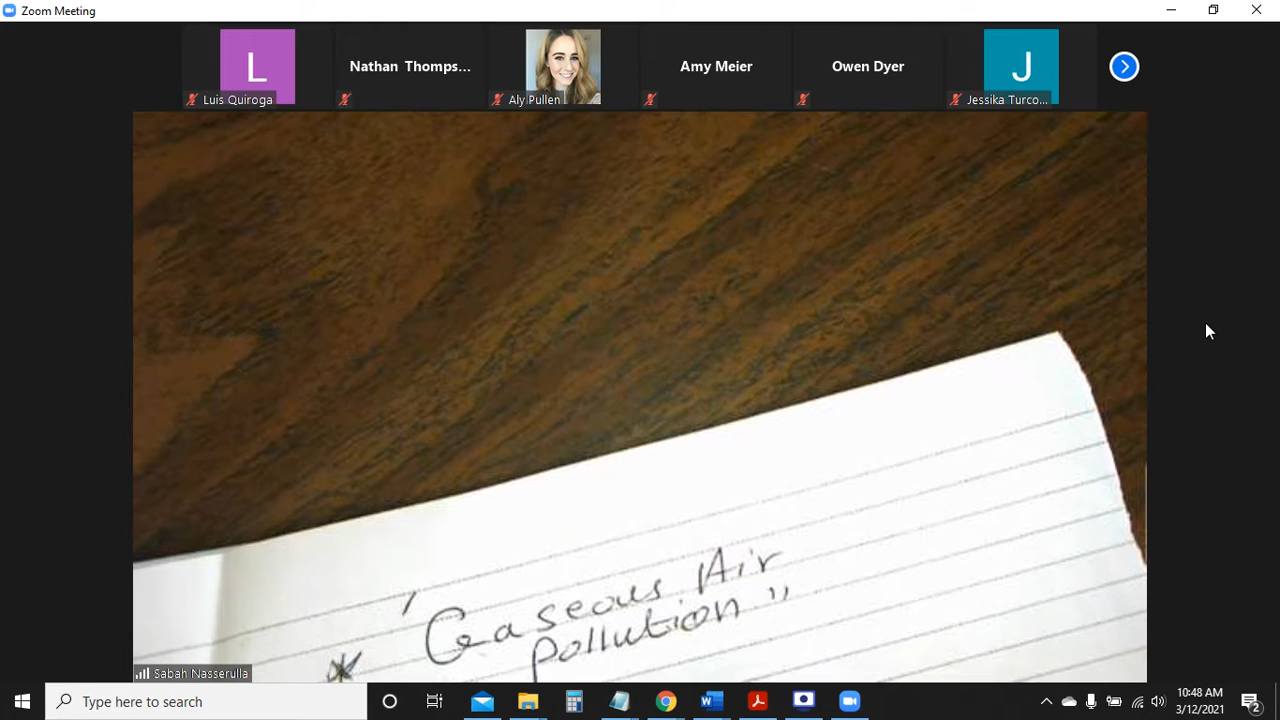 Zoom Meeting
L
Luis Quiroga
Nathan Thomps...
Aly Pullen
Amy Meier
Owen Dyer
J
Jessika Turco...
' Gaseous Air
Pollution "
*
Sabah Nasserulla
Type here to search
10:48 AM
3/12/2021
2